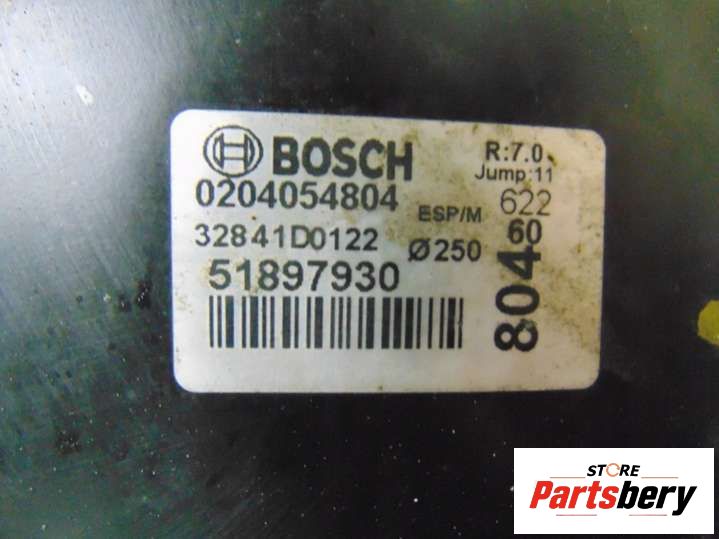 BOSCH
R:7.0
Jump:11
0204054804
ESP/M
622
32841D0122
Ø250
60
51897930
804
STORE
Partsbery